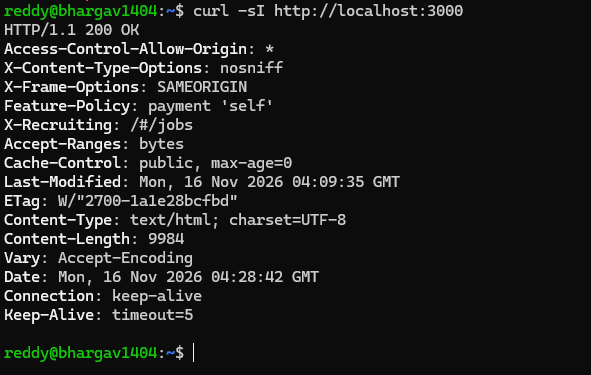 reddy@bhargav1404:~$ curl -sI http://localhost:3000
HTTP/1.1 200 OK
Access-Control-Allow-Origin: *
X-Content-Type-Options: nosniff
X-Frame-Options: SAMEORIGIN
Feature-Policy: payment 'self'
X-Recruiting: /#/jobs
Accept-Ranges: bytes
Cache-Control: public, max-age=0
Last-Modified: Mon, 16 Nov 2026 04:09:35 GMT
ETag: W/"2700-1a1e28bcfbd"
Content-Type: text/html; charset=UTF-8
Content-Length: 9984
Vary: Accept-Encoding
Date: Mon, 16 Nov 2026 04:28:42 GMT
Connection: keep-alive
Keep-Alive: timeout=5
reddy@bhargav1404:~$